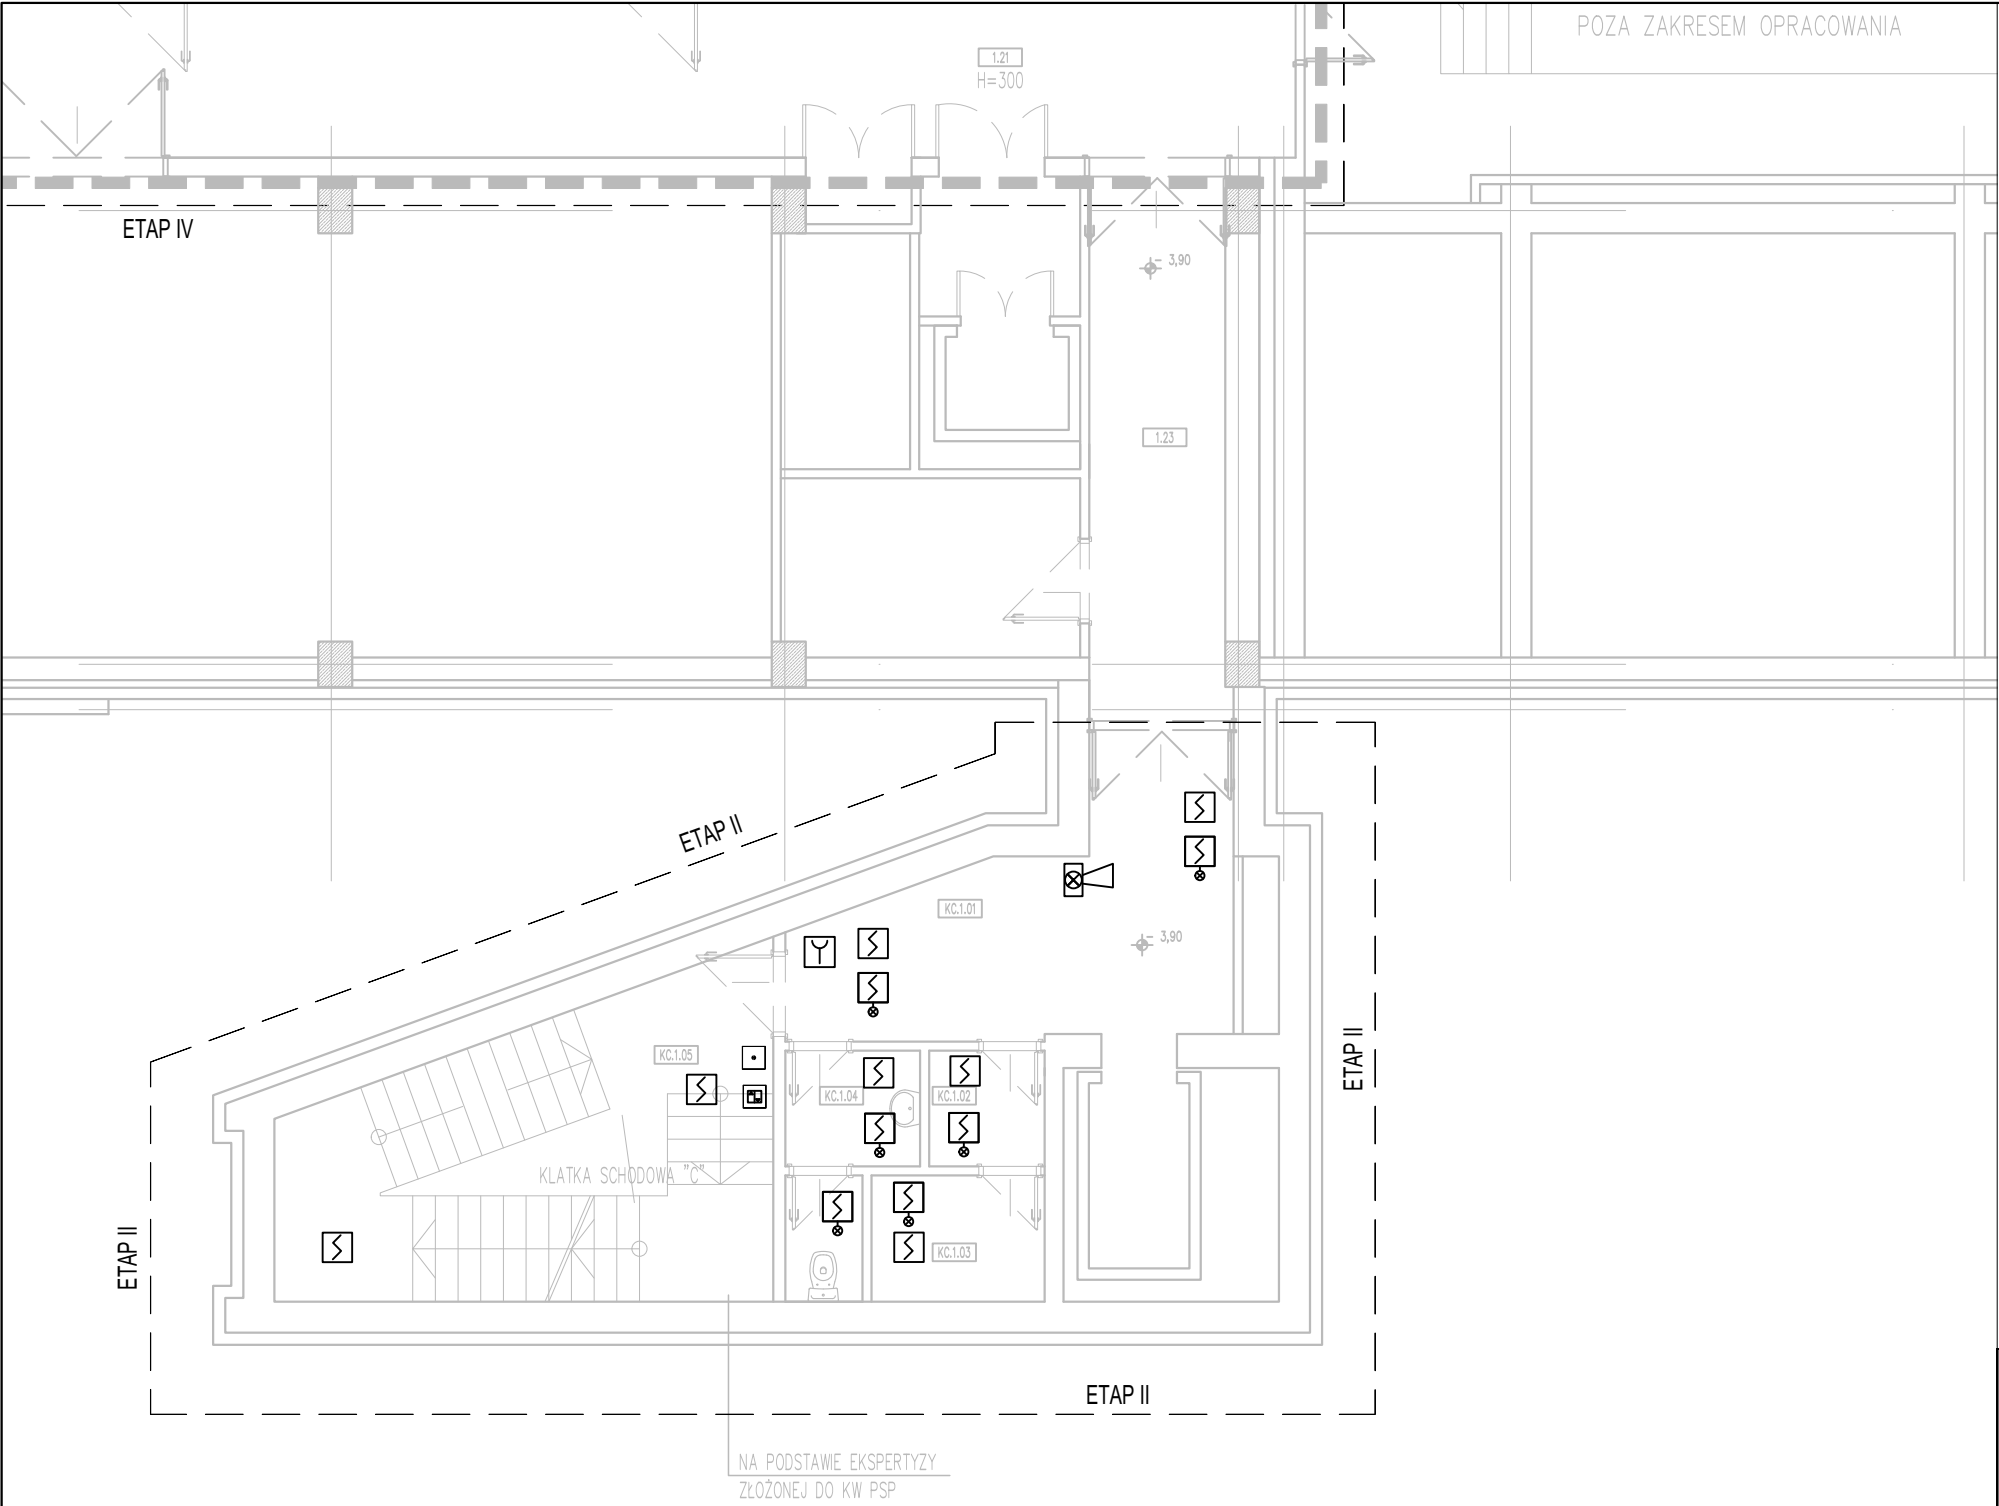 POZA ZAKRESEM OPRACOWANIA
1.21
H=300
ETAP IV
3,90
1.23
ETAP II
KC.1.01
3,90
KC.1.05
ETAP II
KC.1.04
KC.1.02
KLATKA SCHODOWA "C"
ETAP II
KC.1.03
ETAP II
NA PODSTAWIE EKSPERTYZY
ZŁOŻONEJ DO KW PSP